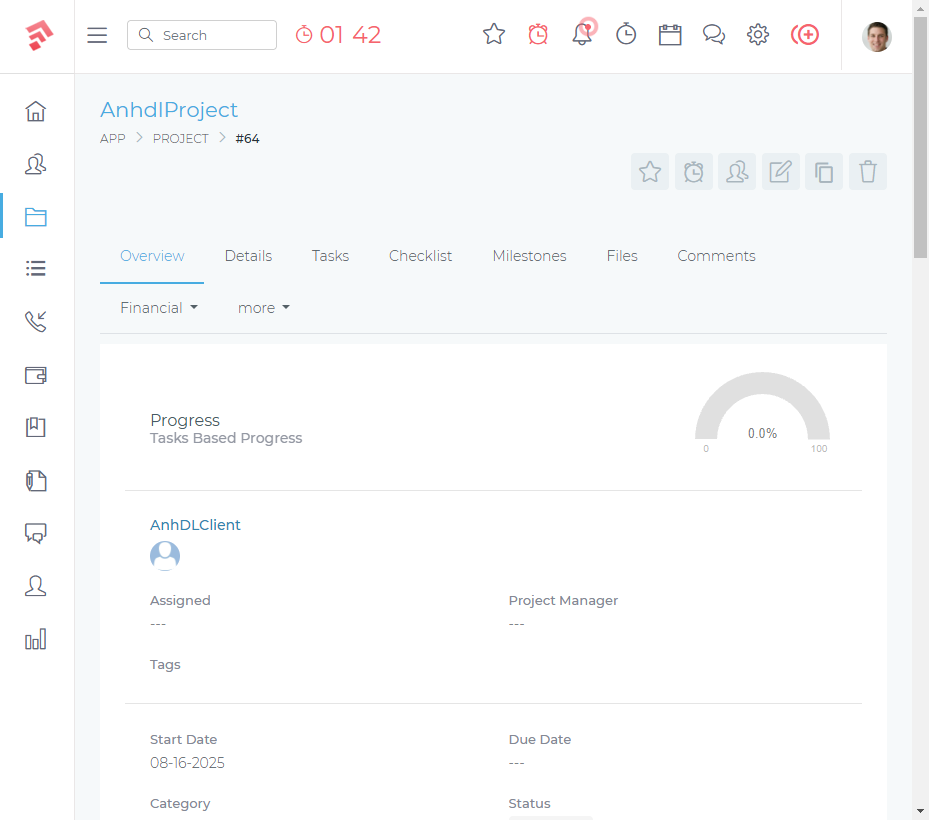 Search
01 42
AnhdlProject
APP > PROJECT > #64
Overview Details Tasks Checklist Milestones Files Comments
Financial more
Progress
Tasks Based Progress
0.0%
0 100
AnhDLClient
Assigned Project Manager
--- ---
Tags
Start Date Due Date
08-16-2025 ---
Category Status